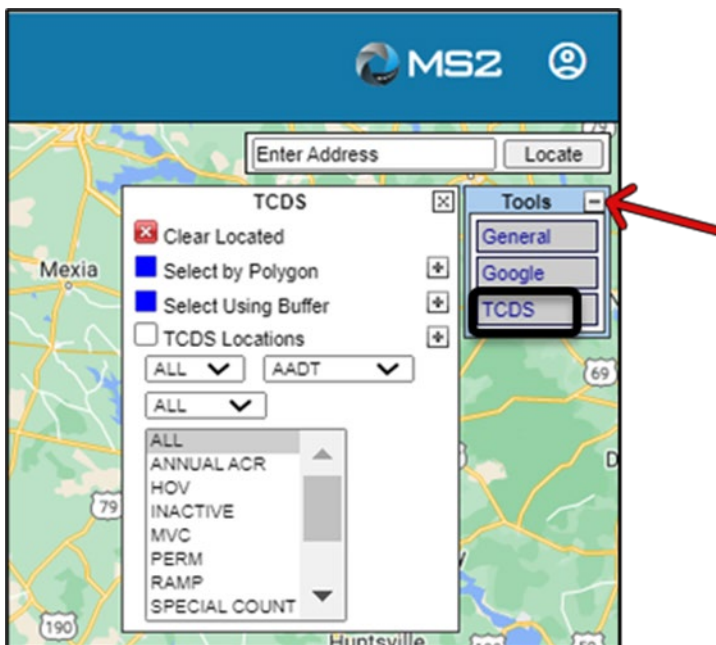 MS2
79
Enter Address
Locate
TCDS
Tools
Clear Located
General
Mexia
Select by Polygon
Google
Select Using Buffer
TCDS
TCDS Locations
ALL
AADT
69
ALL
ALL
ANNUAL ACR
HOV
79
INACTIVE
MVC
PERM
RAMP
SPECIAL COUNT
190
Huntsville